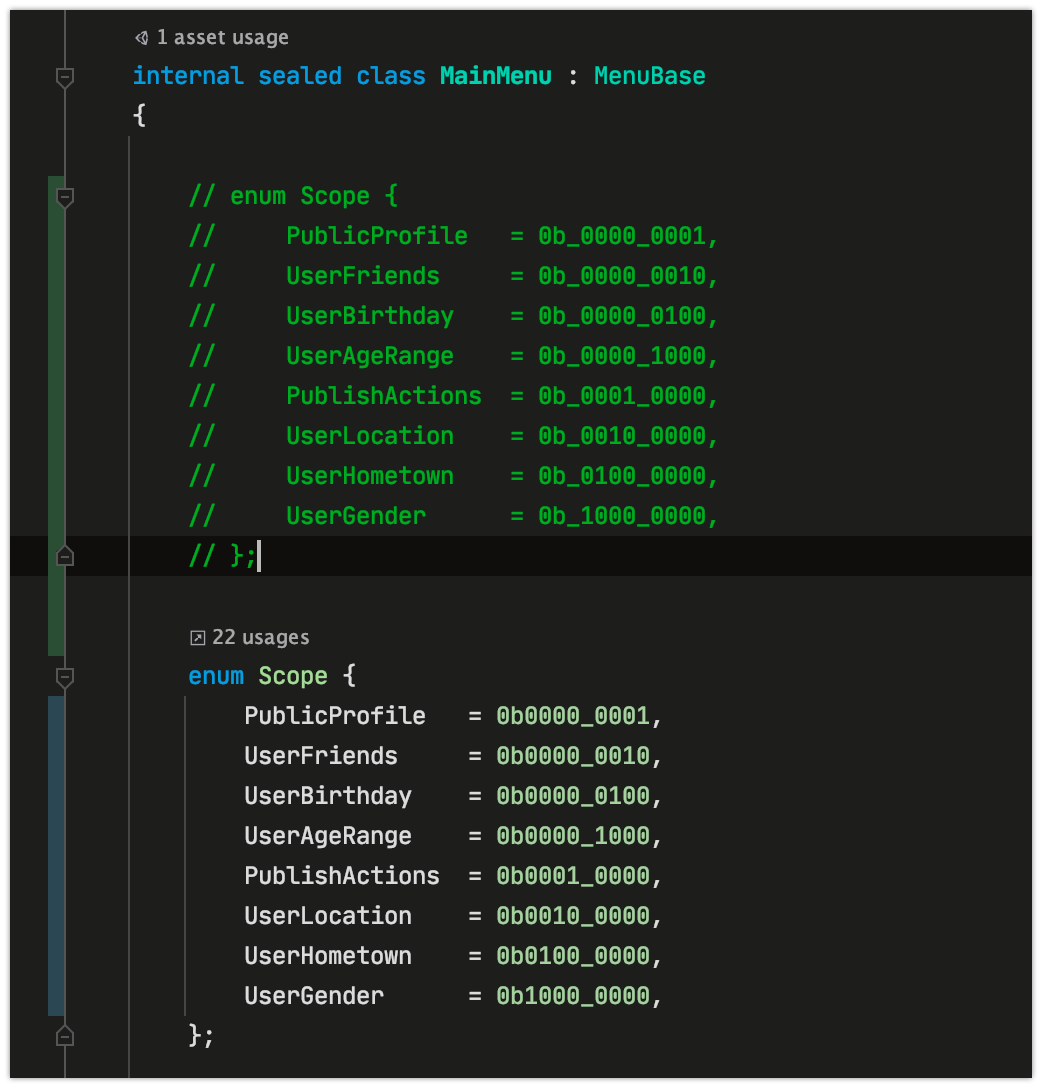 1 asset usage
internal sealed class MainMenu : MenuBase
{
// enum Scope {
//     PublicProfile   = 0b_0000_0001,
//     UserFriends     = 0b_0000_0010,
//     UserBirthday    = 0b_0000_0100,
//     UserAgeRange    = 0b_0000_1000,
//     PublishActions  = 0b_0001_0000,
//     UserLocation    = 0b_0010_0000,
//     UserHometown    = 0b_0100_0000,
//     UserGender      = 0b_1000_0000,
// };
22 usages
enum Scope {
    PublicProfile   = 0b0000_0001,
    UserFriends     = 0b0000_0010,
    UserBirthday    = 0b0000_0100,
    UserAgeRange    = 0b0000_1000,
    PublishActions  = 0b0001_0000,
    UserLocation    = 0b0010_0000,
    UserHometown    = 0b0100_0000,
    UserGender      = 0b1000_0000,
};